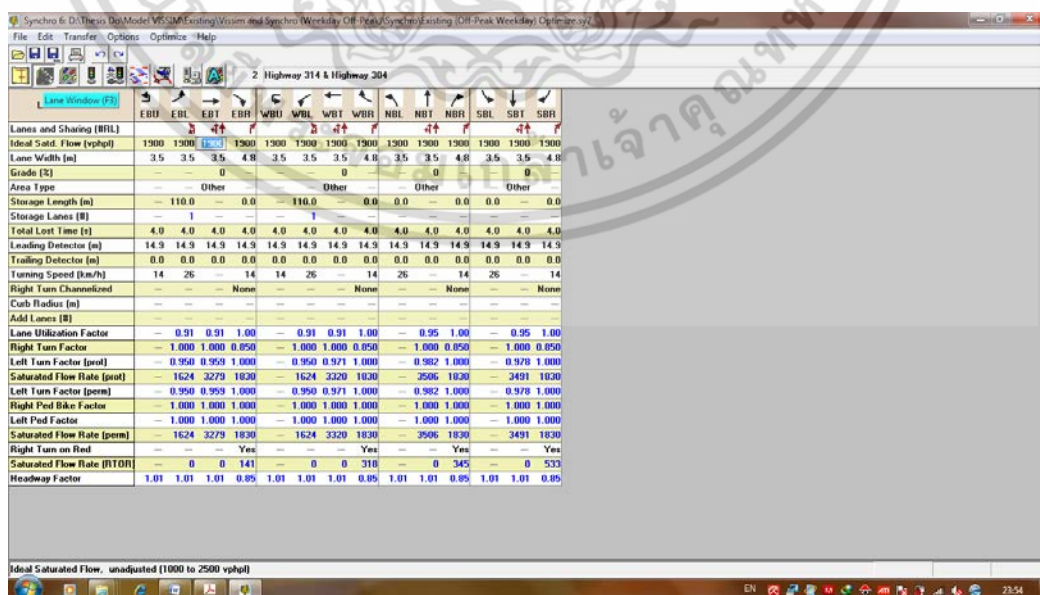 Synchro 6: D:\Thesis Do\Model VISSIM\Existing\Vissim and Synchro (Weekday Off-Peak)\Synchro\Existing (Off-Peak Weekday) Optimize.sy7
File Edit Transfer Options Optimize Help
2 Highway 314 & Highway 304
Lane Window (F3)
EBU EBL EBT EBR WBU WBL WBT WBR NBL NBT NBR SBL SBT SBR
Lanes and Sharing (#RL)
Ideal Satd. Flow (vphpl) 1900 1900 1900 1900 1900 1900 1900 1900 1900 1900 1900 1900 1900 1900
Lane Width (m) 3.5 3.5 3.5 4.8 3.5 3.5 3.5 4.8 3.5 3.5 4.8 3.5 3.5 4.8
Grade (%) — — 0 — — — 0 — — 0 — — 0 —
Area Type — — Other — — — Other — — Other — — Other —
Storage Length (m) — 110.0 — 0.0 — 110.0 — 0.0 0.0 — 0.0 0.0 — 0.0
Storage Lanes (#) — 1 — — — 1 — — — — — — — —
Total Lost Time (s) 4.0 4.0 4.0 4.0 4.0 4.0 4.0 4.0 4.0 4.0 4.0 4.0 4.0 4.0
Leading Detector (m) 14.9 14.9 14.9 14.9 14.9 14.9 14.9 14.9 14.9 14.9 14.9 14.9 14.9 14.9
Trailing Detector (m) 0.0 0.0 0.0 0.0 0.0 0.0 0.0 0.0 0.0 0.0 0.0 0.0 0.0 0.0
Turning Speed (km/h) 14 26 — 14 14 26 — 14 26 — 14 26 — 14
Right Turn Channelized — — — None — — — None — — None — — None
Curb Radius (m) — — — — — — — — — — — — — —
Add Lanes (#) — — — — — — — — — — — — — —
Lane Utilization Factor — 0.91 0.91 1.00 — 0.91 0.91 1.00 — 0.95 1.00 — 0.95 1.00
Right Turn Factor — 1.000 1.000 0.850 — 1.000 1.000 0.850 — 1.000 0.850 — 1.000 0.850
Left Turn Factor (prot) — 0.950 0.959 1.000 — 0.950 0.971 1.000 — 0.982 1.000 — 0.978 1.000
Saturated Flow Rate (prot) — 1624 3279 1830 — 1624 3320 1830 — 3506 1830 — 3491 1830
Left Turn Factor (perm) — 0.950 0.959 1.000 — 0.950 0.971 1.000 — 0.982 1.000 — 0.978 1.000
Right Ped Bike Factor — 1.000 1.000 1.000 — 1.000 1.000 1.000 — 1.000 1.000 — 1.000 1.000
Left Ped Factor — 1.000 1.000 1.000 — 1.000 1.000 1.000 — 1.000 1.000 — 1.000 1.000
Saturated Flow Rate (perm) — 1624 3279 1830 — 1624 3320 1830 — 3506 1830 — 3491 1830
Right Turn on Red — — — Yes — — — Yes — — Yes — — Yes
Saturated Flow Rate (RTOR) — 0 0 141 — 0 0 318 — 0 345 — 0 533
Headway Factor 1.01 1.01 1.01 0.85 1.01 1.01 1.01 0.85 1.01 1.01 0.85 1.01 1.01 0.85
Ideal Saturated Flow, unadjusted (1000 to 2500 vphpl)
EN 23:54